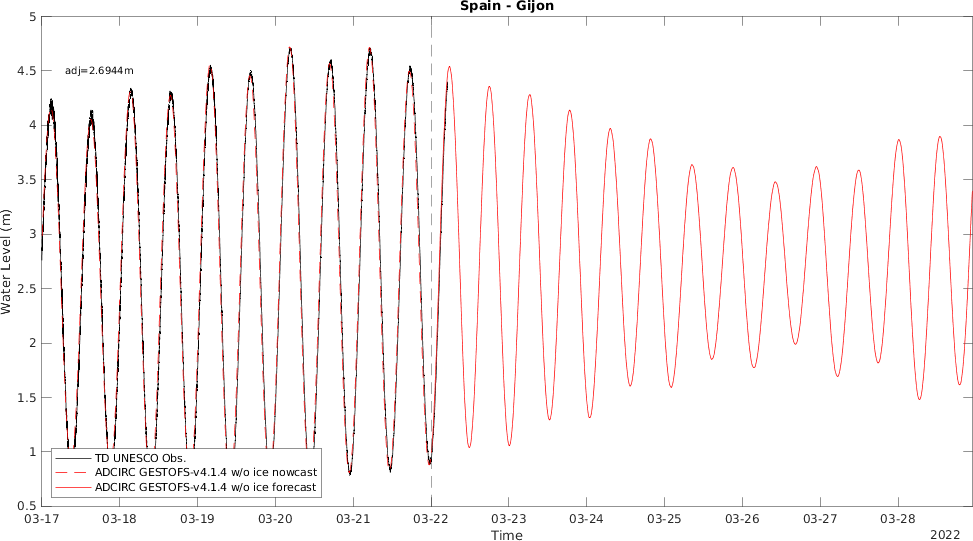 Spain - Gijon
5
4.5
4
3.5
3
2.5
2
1.5
1
0.5
Water Level (m)
adj=2.6944m
TD UNESCO Obs.
ADCIRC GESTOFS-v4.1.4 w/o ice nowcast
ADCIRC GESTOFS-v4.1.4 w/o ice forecast
03-17 03-18 03-19 03-20 03-21 03-22 03-23 03-24 03-25 03-26 03-27 03-28
Time
2022